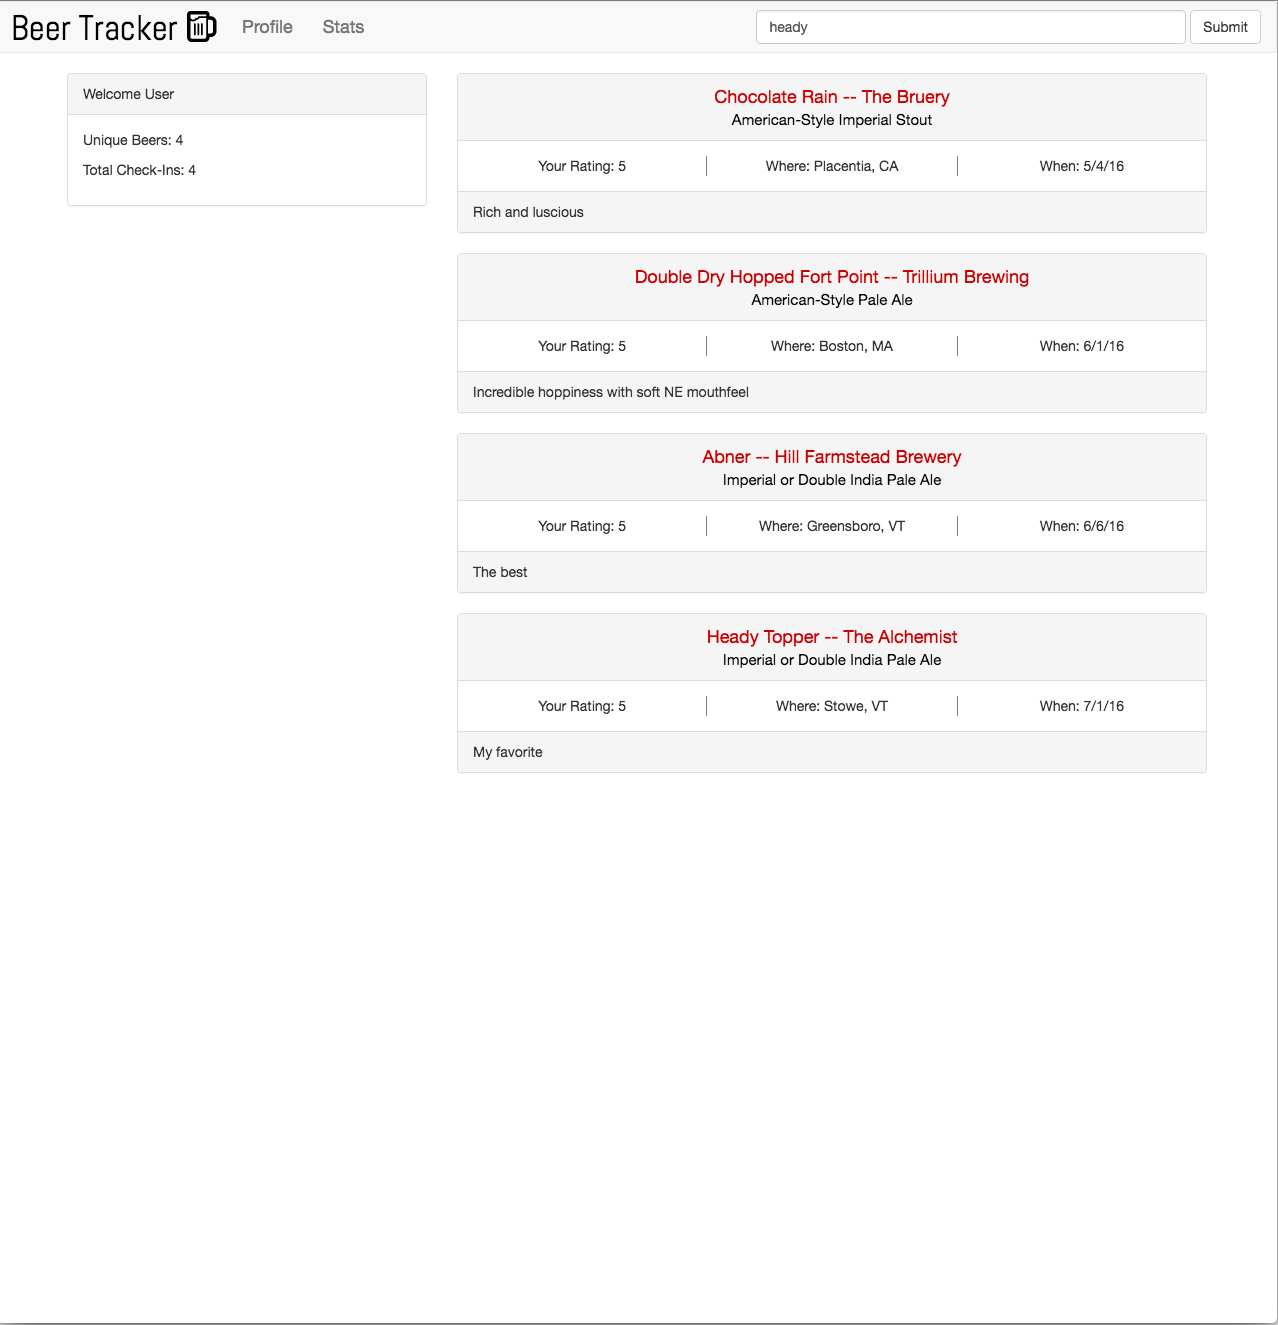 Beer Tracker Profile Stats heady Submit
Welcome User
Unique Beers: 4
Total Check-Ins: 4
Chocolate Rain -- The Bruery
American-Style Imperial Stout
Your Rating: 5 Where: Placentia, CA When: 5/4/16
Rich and luscious
Double Dry Hopped Fort Point -- Trillium Brewing
American-Style Pale Ale
Your Rating: 5 Where: Boston, MA When: 6/1/16
Incredible hoppiness with soft NE mouthfeel
Abner -- Hill Farmstead Brewery
Imperial or Double India Pale Ale
Your Rating: 5 Where: Greensboro, VT When: 6/6/16
The best
Heady Topper -- The Alchemist
Imperial or Double India Pale Ale
Your Rating: 5 Where: Stowe, VT When: 7/1/16
My favorite